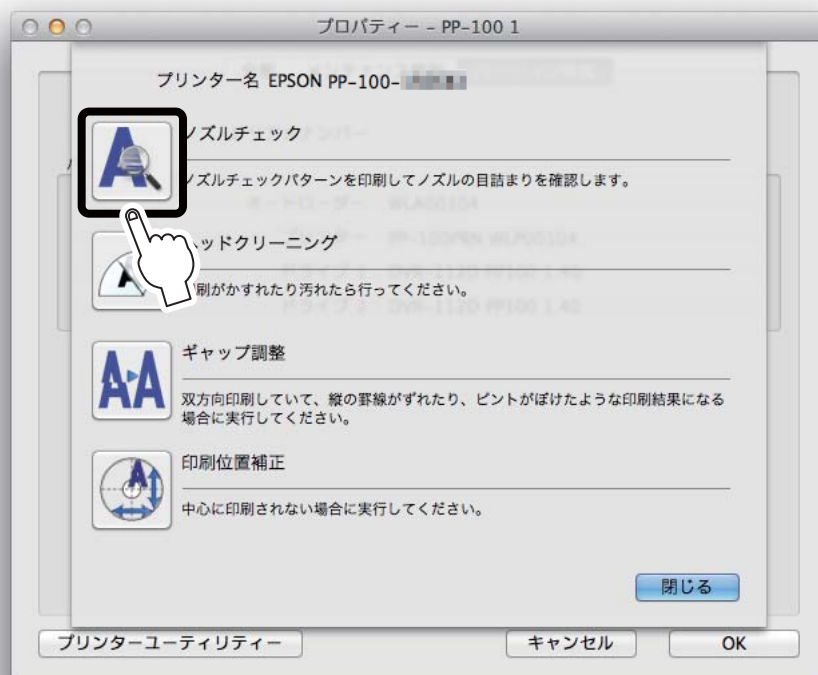 プロパティー – PP-100 1
プリンター名 EPSON PP-100-
ノズルチェック
ノズルチェックパターンを印刷してノズルの目詰まりを確認します。
ッドクリーニング
刷がかすれたり汚れたら行ってください。
ギャップ調整
双方向印刷していて、縦の罫線がずれたり、ピントがぼけたような印刷結果になる
場合に実行してください。
印刷位置補正
中心に印刷されない場合に実行してください。
閉じる
プリンターユーティリティー
キャンセル
OK